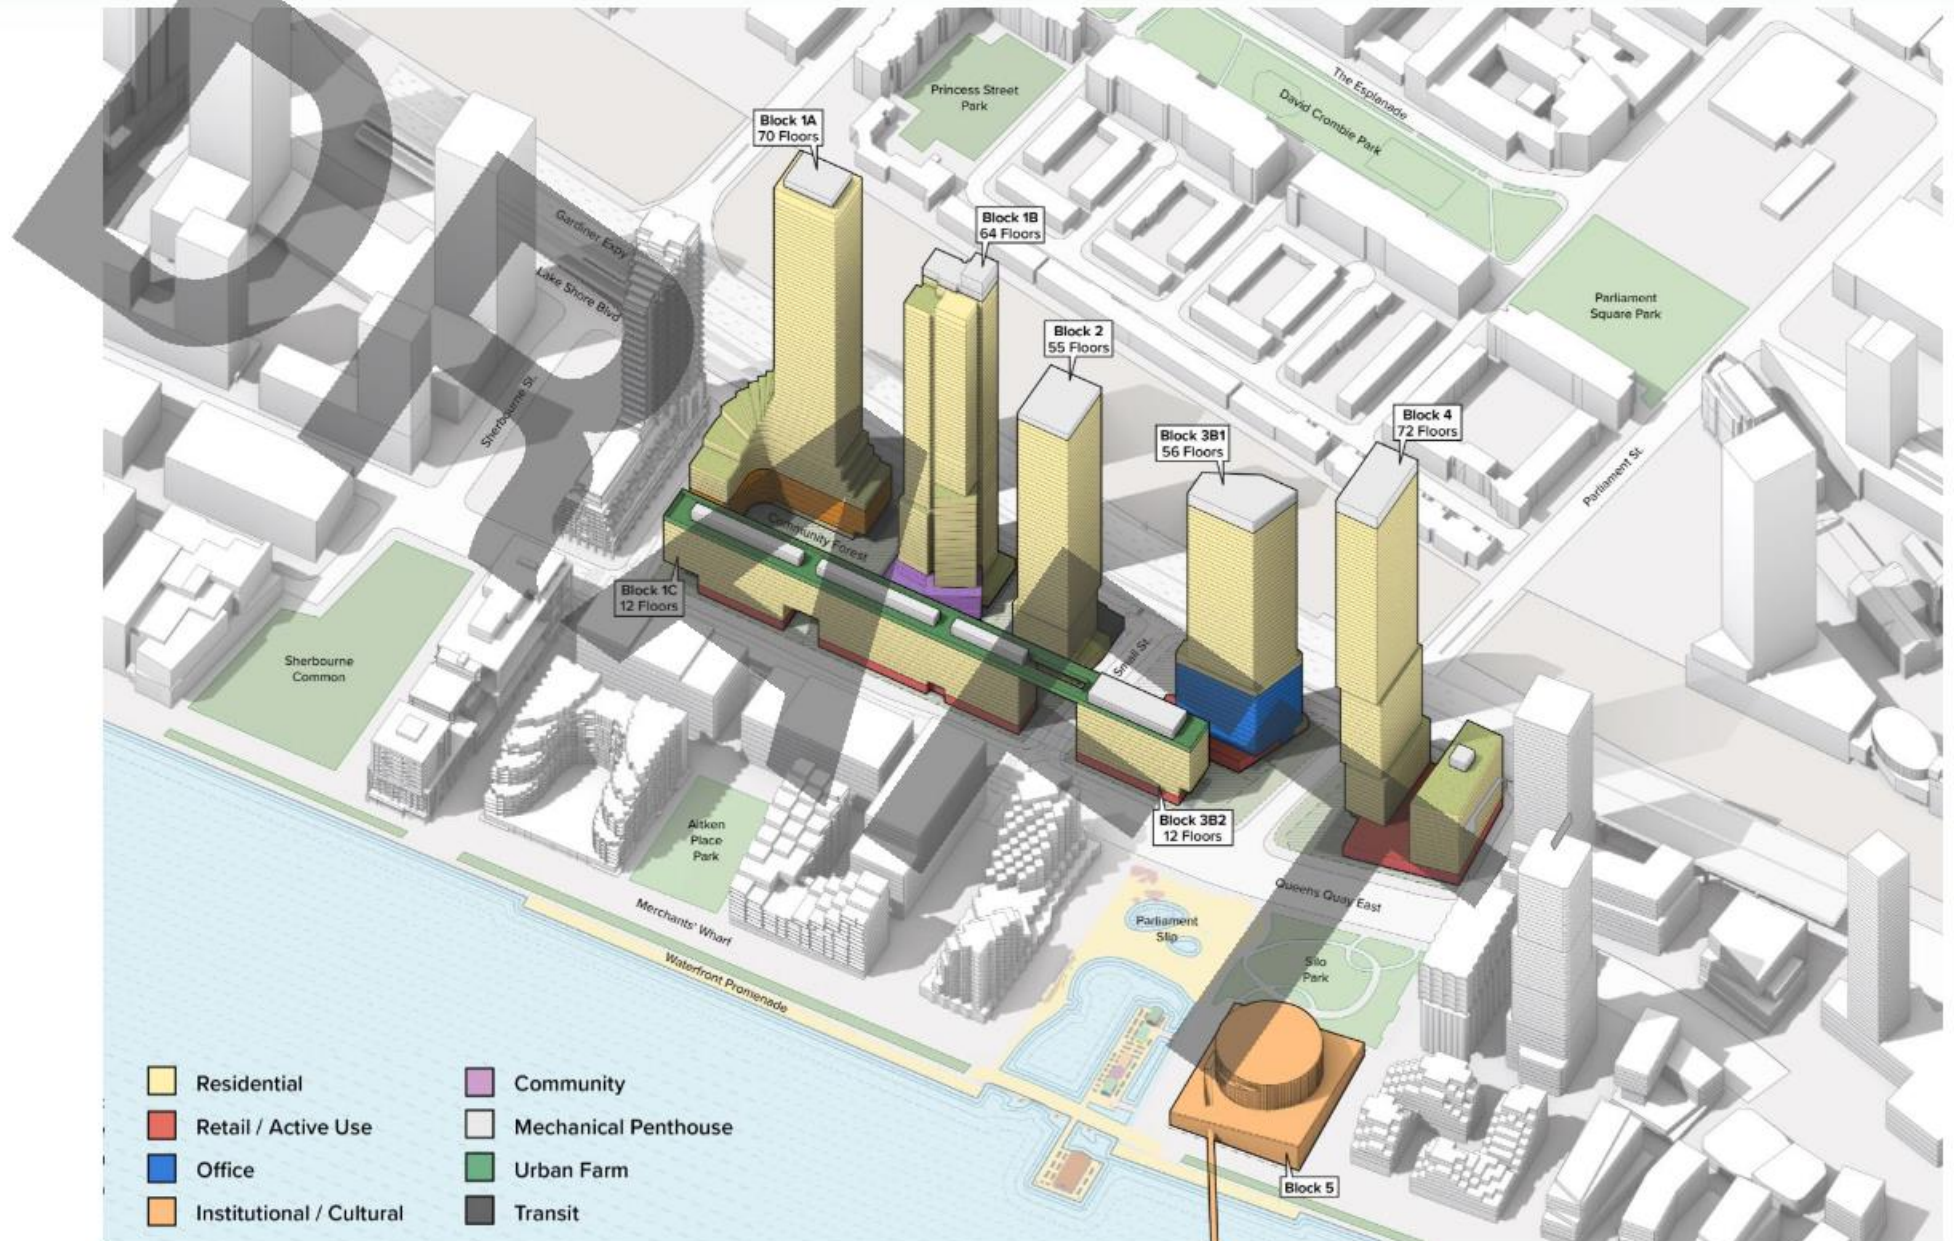 Princess Street
Park
The Esplanade
David Crombie Park
Block 1A
70 Floors
Gardiner Expy
Lake Shore Blvd
Block 1B
64 Floors
Parliament
Square Park
Block 2
55 Floors
Sherbourne St.
Block 4
72 Floors
Block 3B1
56 Floors
Parliament St.
Community Forest
Block 1C
12 Floors
Small St.
Sherbourne
Common
Block 3B2
12 Floors
Aitken
Place
Park
Queens Quay East
Merchants' Wharf
Parliament
Slip
Silo
Park
Waterfront Promenade
Block 5
Residential
Retail / Active Use
Office
Institutional / Cultural
Community
Mechanical Penthouse
Urban Farm
Transit